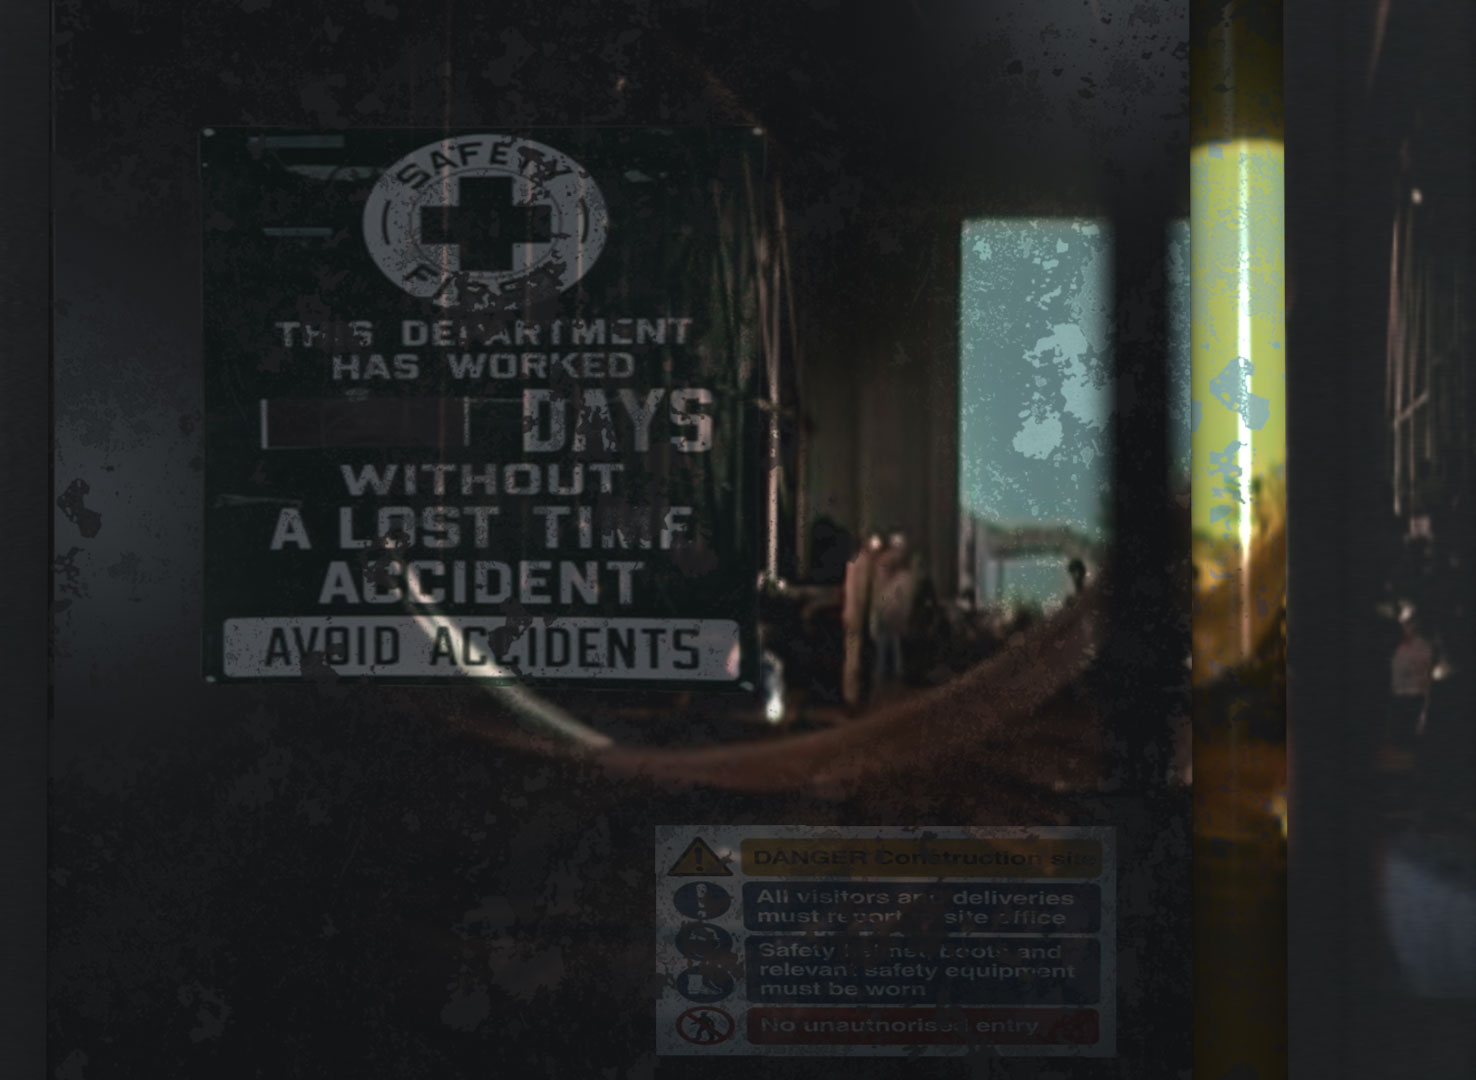 SAFETY
FIRST
THIS DEPARTMENT
HAS WORKED
DAYS
WITHOUT
A LOST TIME
ACCIDENT
AVOID ACCIDENTS
DANGER Construction site
All visitors and deliveries
must report to site office
Safety helmet, boots and
relevant safety equipment
must be worn
No unauthorised entry